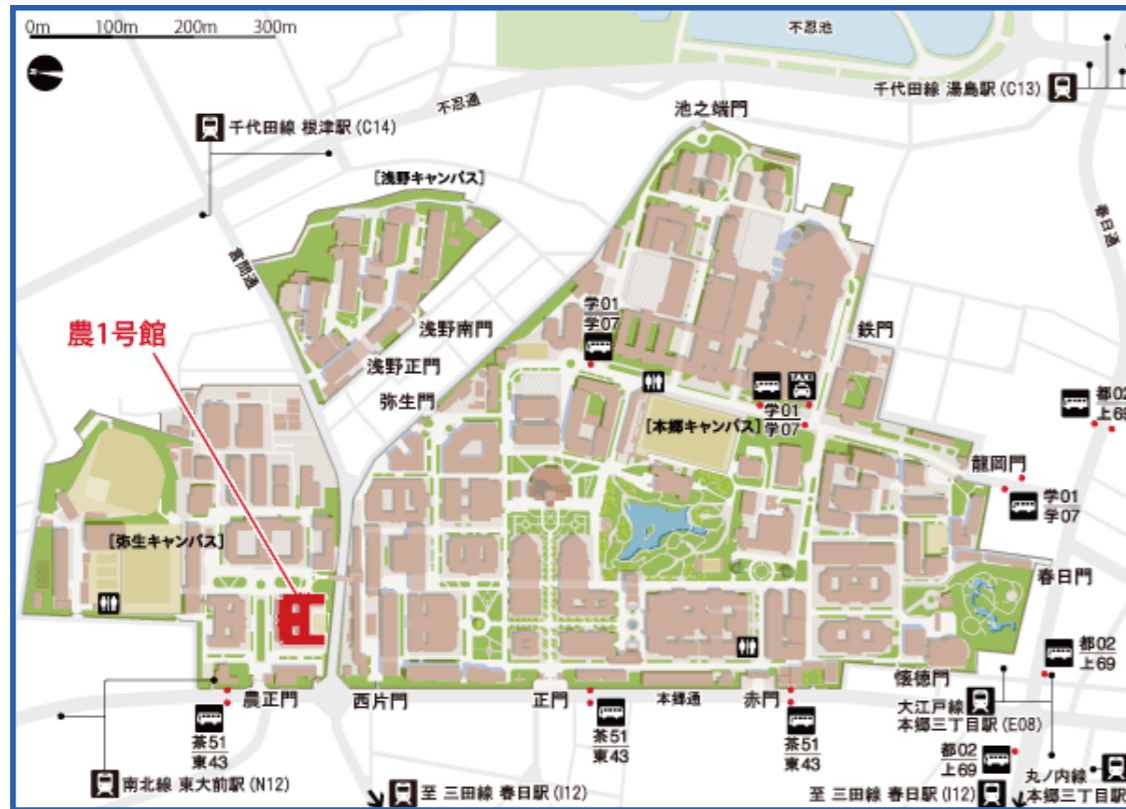 0m 100m 200m 300m
不忍池
千代田線 湯島駅 (C13)
不忍通
池之端門
千代田線 根津駅 (C14)
[浅野キャンパス]
春日通
言問通
学01
学07
浅野南門
鉄門
農1号館
浅野正門
弥生門
TAXI
都02
上69
学01
学07
[本郷キャンパス]
龍岡門
学01
学07
[弥生キャンパス]
春日門
都02
上69
懐徳門
農正門
西片門
正門
本郷通
赤門
大江戸線
本郷三丁目駅 (E08)
茶51
東43
茶51
東43
茶51
東43
都02
上69
丸ノ内線
本郷三丁目駅
南北線 東大前駅 (N12)
至 三田線 春日駅 (I12)
至 三田線 春日駅 (I12)